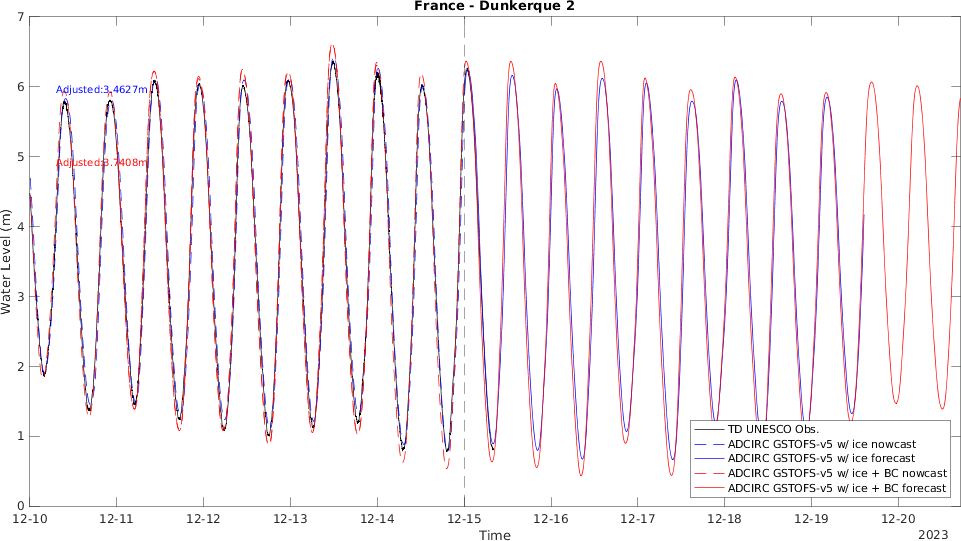 France - Dunkerque 2
7
6
5
4
3
2
1
0
Water Level (m)
Adjusted:3.4627m
Adjusted:3.7408m
TD UNESCO Obs.
ADCIRC GSTOFS-v5 w/ ice nowcast
ADCIRC GSTOFS-v5 w/ ice forecast
ADCIRC GSTOFS-v5 w/ ice + BC nowcast
ADCIRC GSTOFS-v5 w/ ice + BC forecast
12-10 12-11 12-12 12-13 12-14 12-15 12-16 12-17 12-18 12-19 12-20
Time
2023